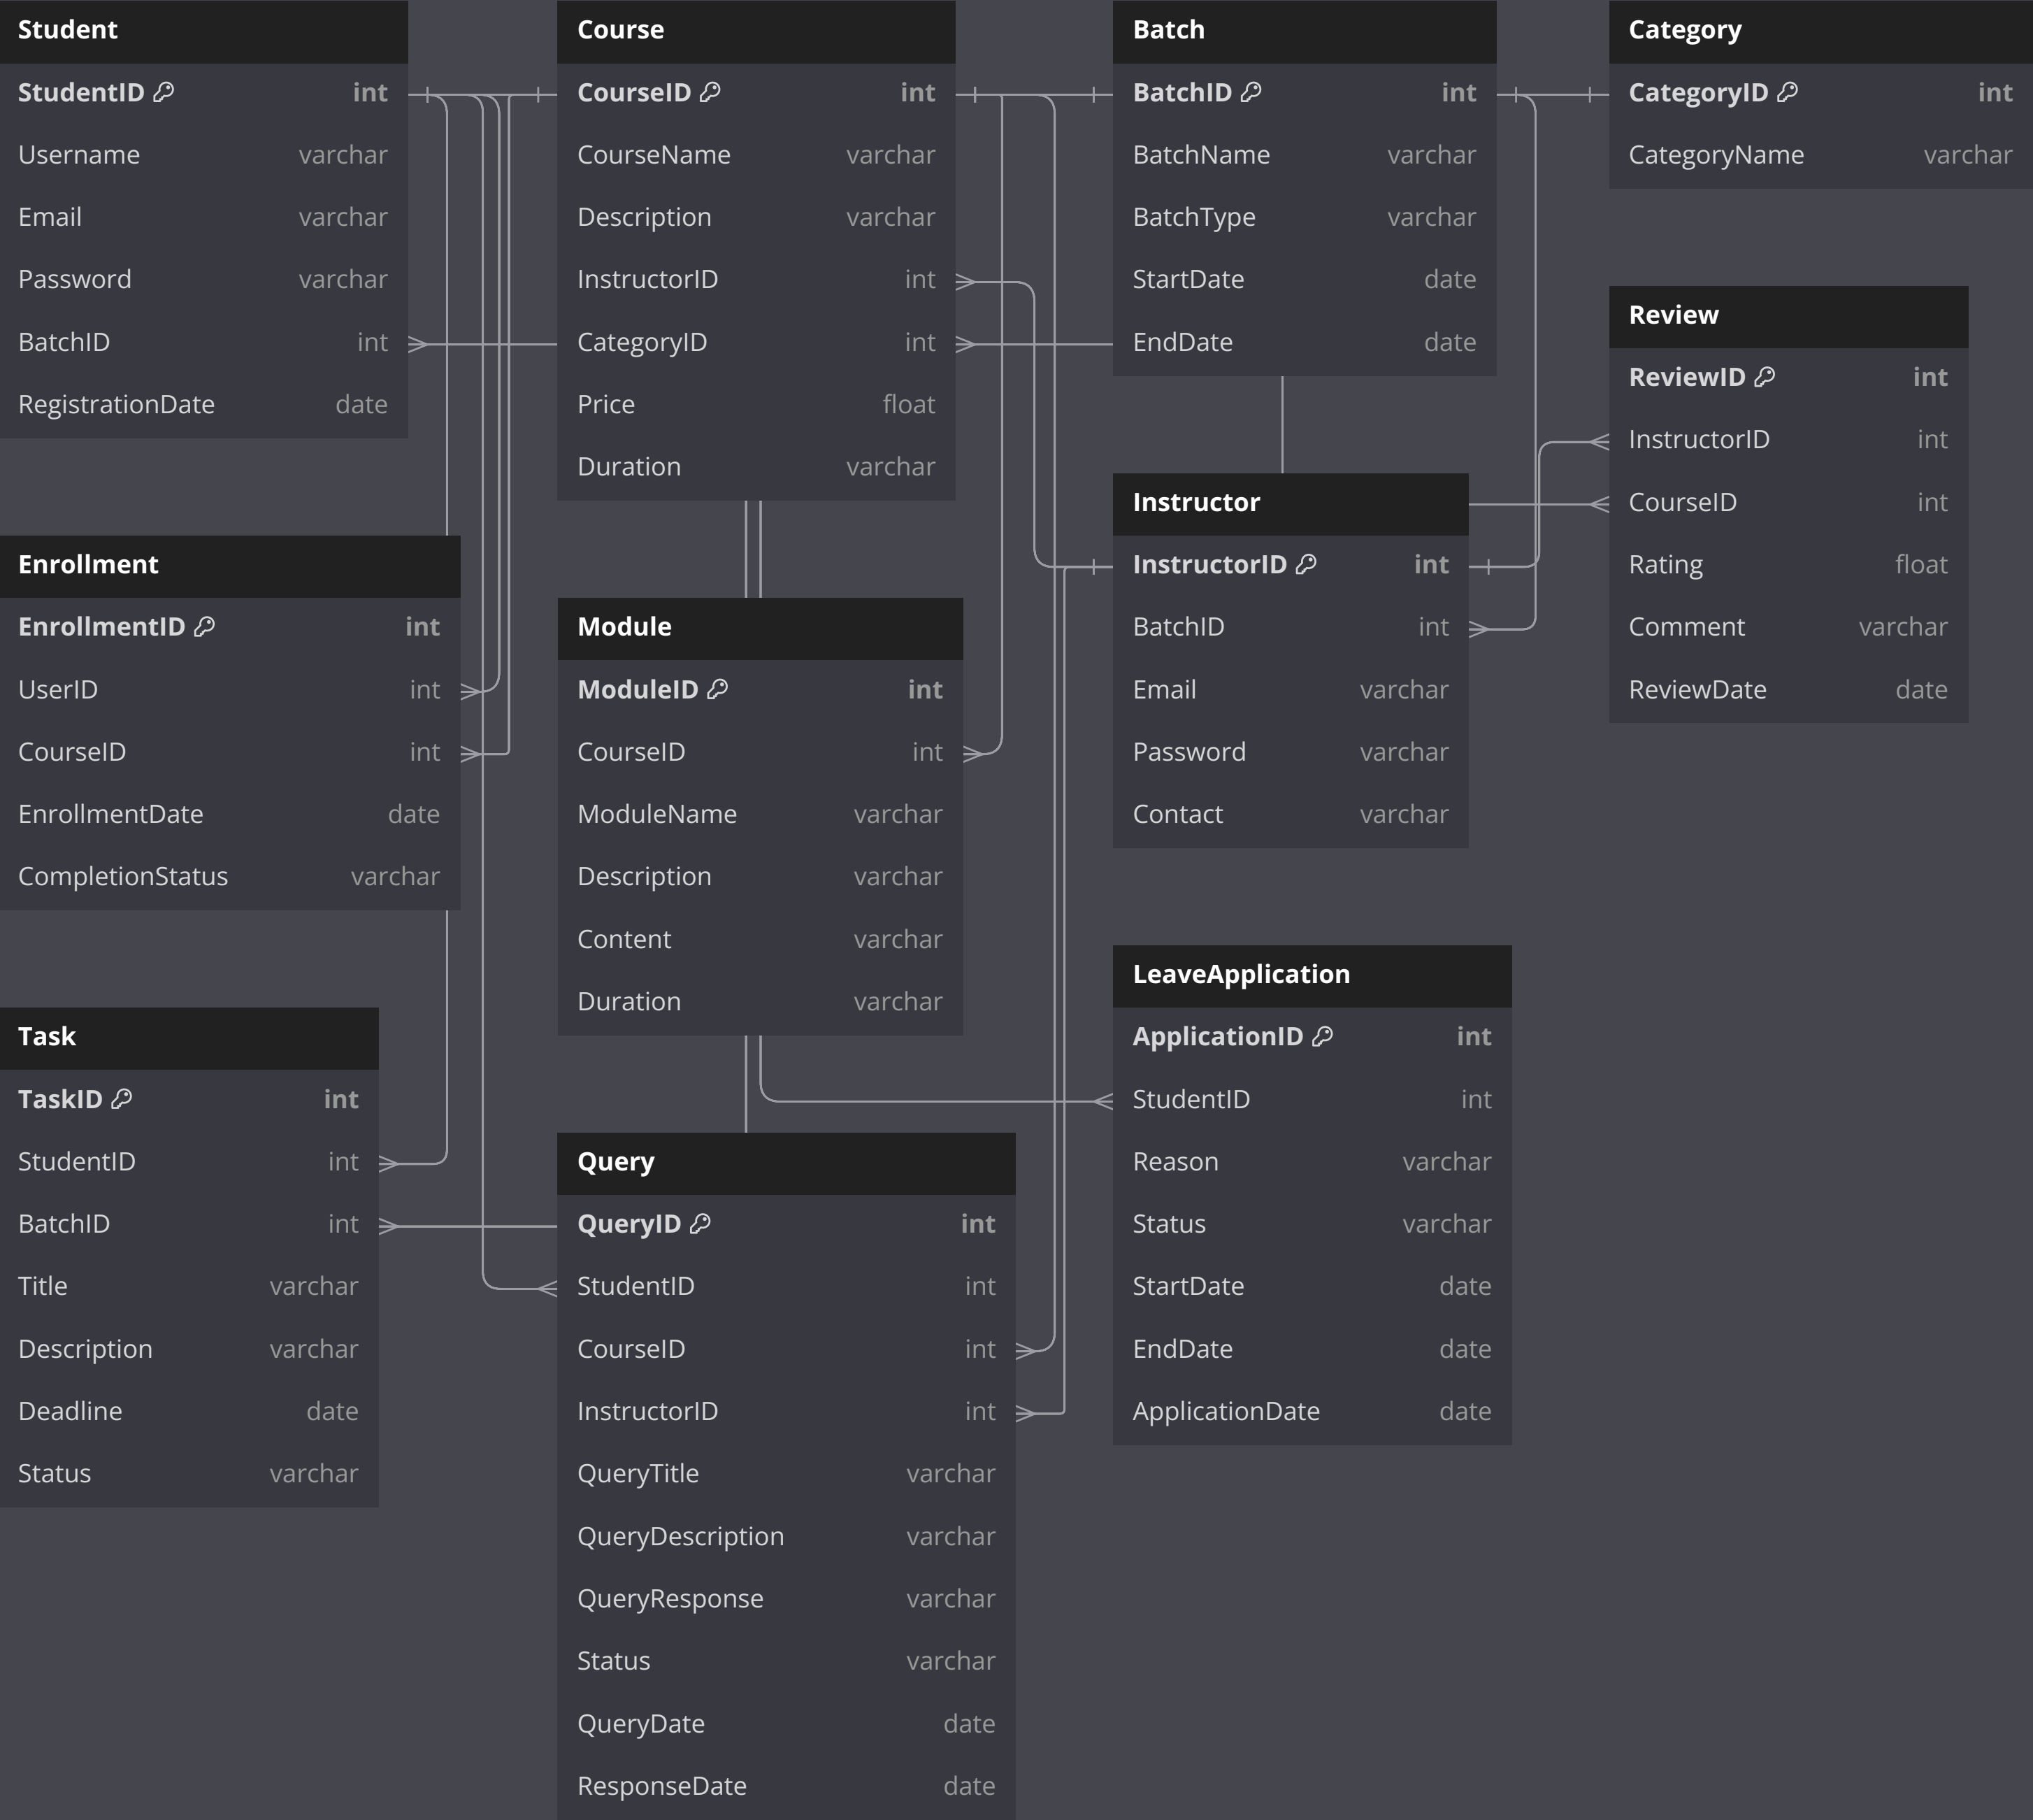 Student
StudentID int
Username varchar
Email varchar
Password varchar
BatchID int
RegistrationDate date
Course
CourseID int
CourseName varchar
Description varchar
InstructorID int
CategoryID int
Price float
Duration varchar
Batch
BatchID int
BatchName varchar
BatchType varchar
StartDate date
EndDate date
Category
CategoryID int
CategoryName varchar
Review
ReviewID int
InstructorID int
CourseID int
Rating float
Comment varchar
ReviewDate date
Instructor
InstructorID int
BatchID int
Email varchar
Password varchar
Contact varchar
Enrollment
EnrollmentID int
UserID int
CourseID int
EnrollmentDate date
CompletionStatus varchar
Module
ModuleID int
CourseID int
ModuleName varchar
Description varchar
Content varchar
Duration varchar
LeaveApplication
ApplicationID int
StudentID int
Reason varchar
Status varchar
StartDate date
EndDate date
ApplicationDate date
Task
TaskID int
StudentID int
BatchID int
Title varchar
Description varchar
Deadline date
Status varchar
Query
QueryID int
StudentID int
CourseID int
InstructorID int
QueryTitle varchar
QueryDescription varchar
QueryResponse varchar
Status varchar
QueryDate date
ResponseDate date